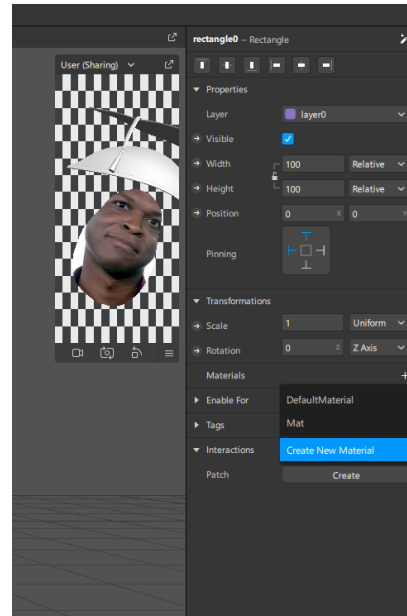 rectangle0 – Rectangle
User (Sharing)
Properties
Layer
layer0
Visible
Width
100
Relative
Height
100
Relative
Position
0 X 0
Pinning
Transformations
Scale
1
Uniform
Rotation
0 Z
Z Axis
Materials
+
Enable For
DefaultMaterial
Tags
Mat
Interactions
Create New Material
Patch
Create